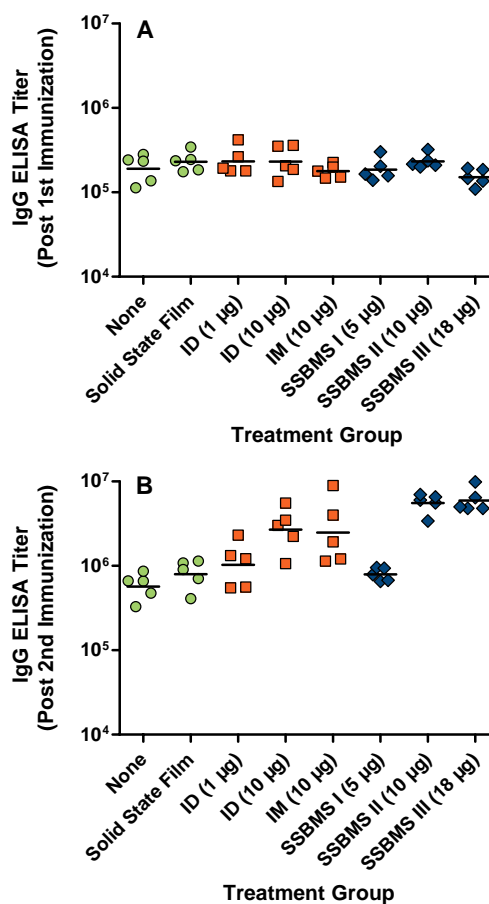 A
IgG ELISA Titer
(Post 1st Immunization)
10⁷
10⁶
10⁵
10⁴
None
Solid State Film
ID (1 µg)
ID (10 µg)
IM (10 µg)
SSBMS I (5 µg)
SSBMS II (10 µg)
SSBMS III (18 µg)
Treatment Group
B
IgG ELISA Titer
(Post 2nd Immunization)
10⁷
10⁶
10⁵
10⁴
None
Solid State Film
ID (1 µg)
ID (10 µg)
IM (10 µg)
SSBMS I (5 µg)
SSBMS II (10 µg)
SSBMS III (18 µg)
Treatment Group